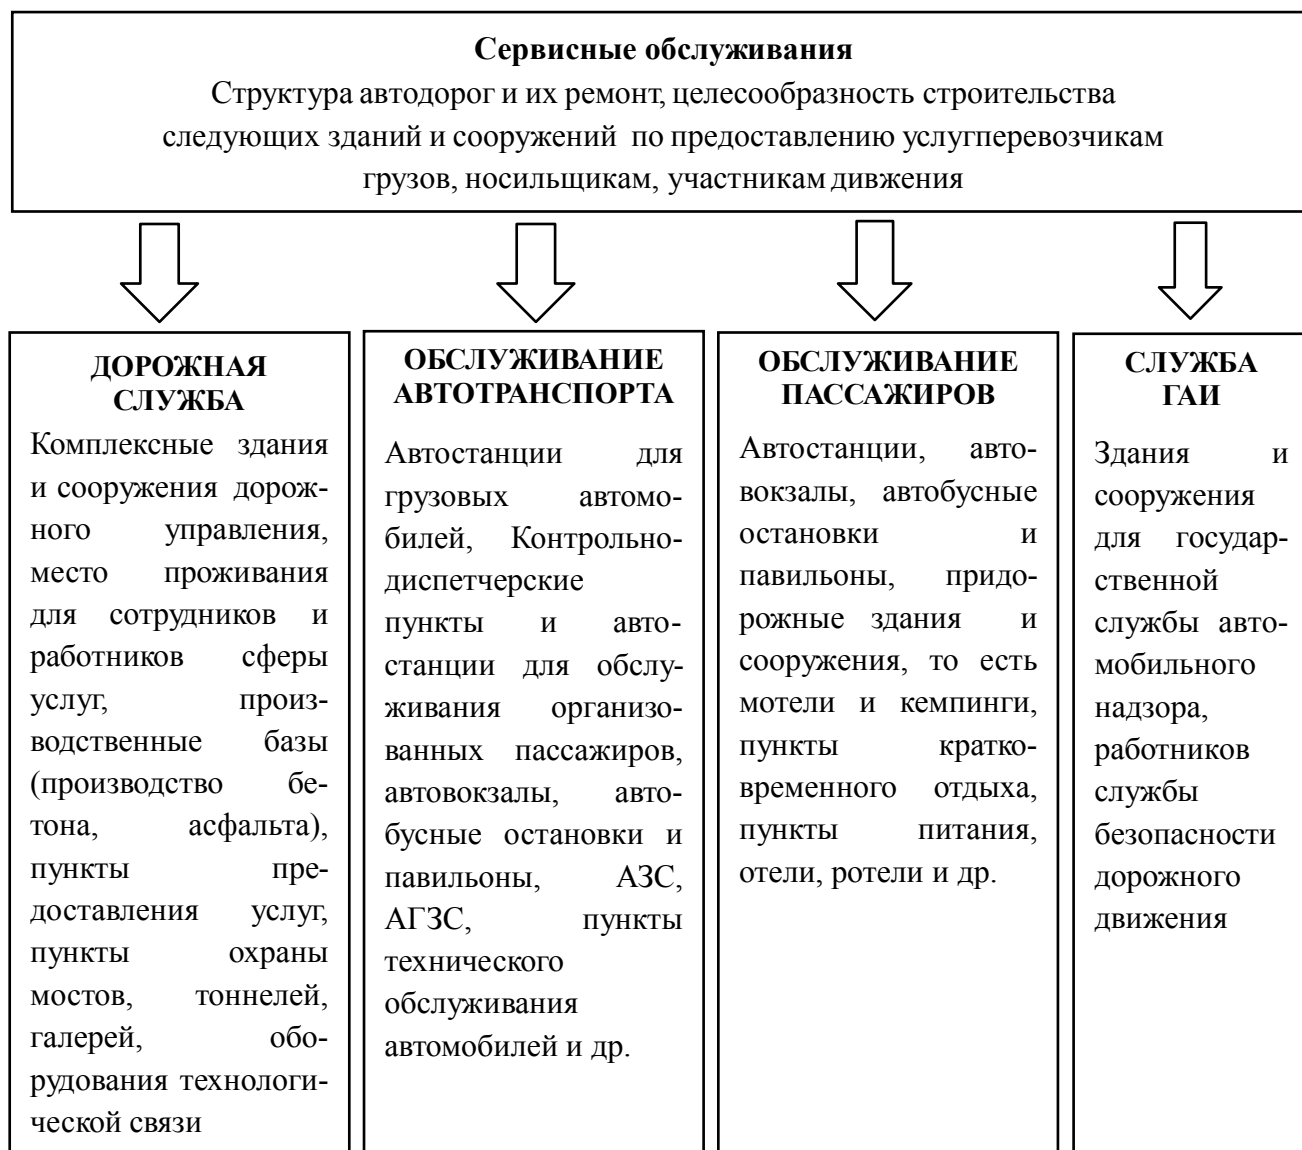 Сервисные обслуживания
Структура автодорог и их ремонт, целесообразность строительства
следующих зданий и сооружений по предоставлению услугперевозчикам
грузов, носильщикам, участникам дивжения
ДОРОЖНАЯ
СЛУЖБА
Комплексные здания
и сооружения дорож-
ного управления,
место проживания
для сотрудников и
работников сферы
услуг, произ-
водственные базы
(производство бе-
тона, асфальта),
пункты пре-
доставления услуг,
пункты охраны
мостов, тоннелей,
галерей, обо-
рудования технологи-
ческой связи
ОБСЛУЖИВАНИЕ
АВТОТРАНСПОРТА
Автостанции для
грузовых автомо-
билей, Контрольно-
диспетчерские
пункты и авто-
станции для обслу-
живания организо-
ванных пассажиров,
автовокзалы, авто-
бусные остановки и
павильоны, АЗС,
АГЗС, пункты
технического
обслуживания
автомобилей и др.
ОБСЛУЖИВАНИЕ
ПАССАЖИРОВ
Автостанции, авто-
вокзалы, автобусные
остановки и
павильоны, придо-
рожные здания и
сооружения, то есть
мотели и кемпинги,
пункты кратко-
временного отдыха,
пункты питания,
отели, ротели и др.
СЛУЖБА
ГАИ
Здания и
сооружения
для государ-
ственной
службы авто-
мобильного
надзора,
работников
службы
безопасности
дорожного
движения